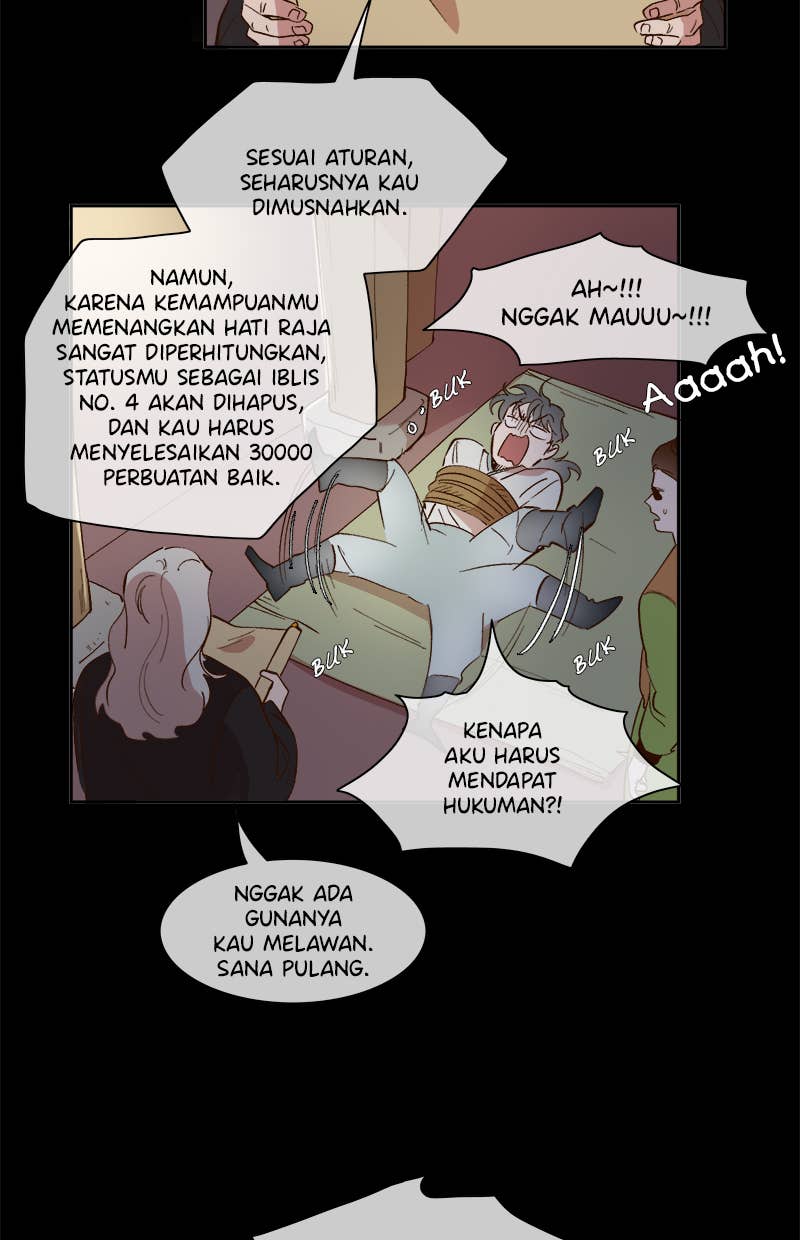 SESUAI ATURAN,
SEHARUSNYA KAU
DIMUSNAHKAN.
NAMUN,
KARENA KEMAMPUANMU
MEMENANGKAN HATI RAJA
SANGAT DIPERHITUNGKAN,
STATUSMU SEBAGAI IBLIS
NO. 4 AKAN DIHAPUS,
DAN KAU HARUS
MENYELESAIKAN 30000
PERBUATAN BAIK.
AH~!!!
NGGAK MAUUU~!!!
Aaaah!
BUK
BUK
BUK
BUK
KENAPA
AKU HARUS
MENDAPAT
HUKUMAN?!
NGGAK ADA
GUNANYA
KAU MELAWAN.
SANA PULANG.